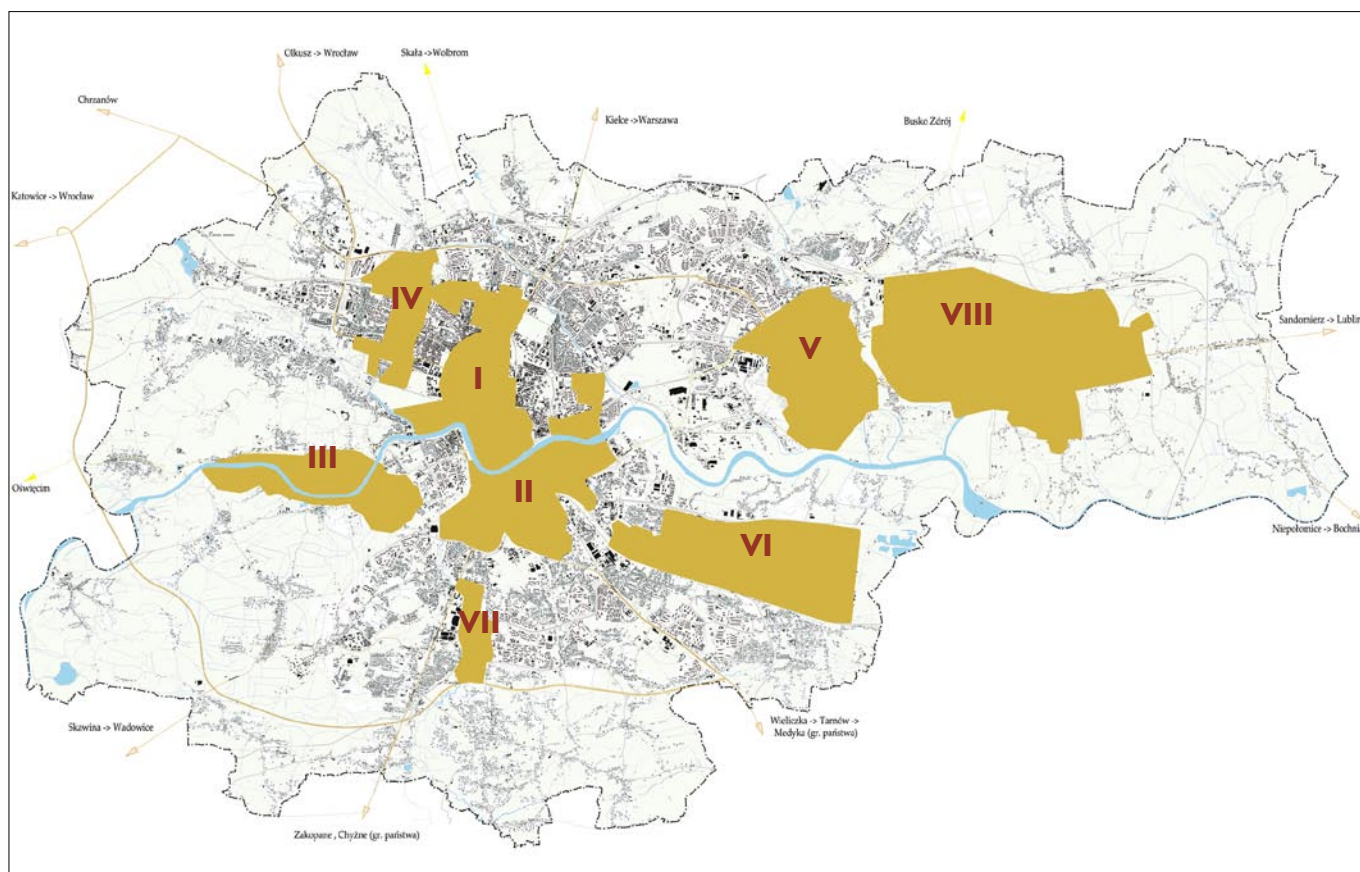 Olkusz -> Wrocław
Skała ->Wolbrom
Chrzanów
Kielce ->Warszawa
Busko Zdrój
Katowice -> Wrocław
IV
VIII
Sandomierz -> Lublin
V
I
III
Oświęcim
II
Niepołomice -> Bochnia
VI
VII
Skawina -> Wadowice
Wieliczka -> Tarnów ->
Medyka (gr. państwa)
Zakopane , Chyżne (gr. państwa)